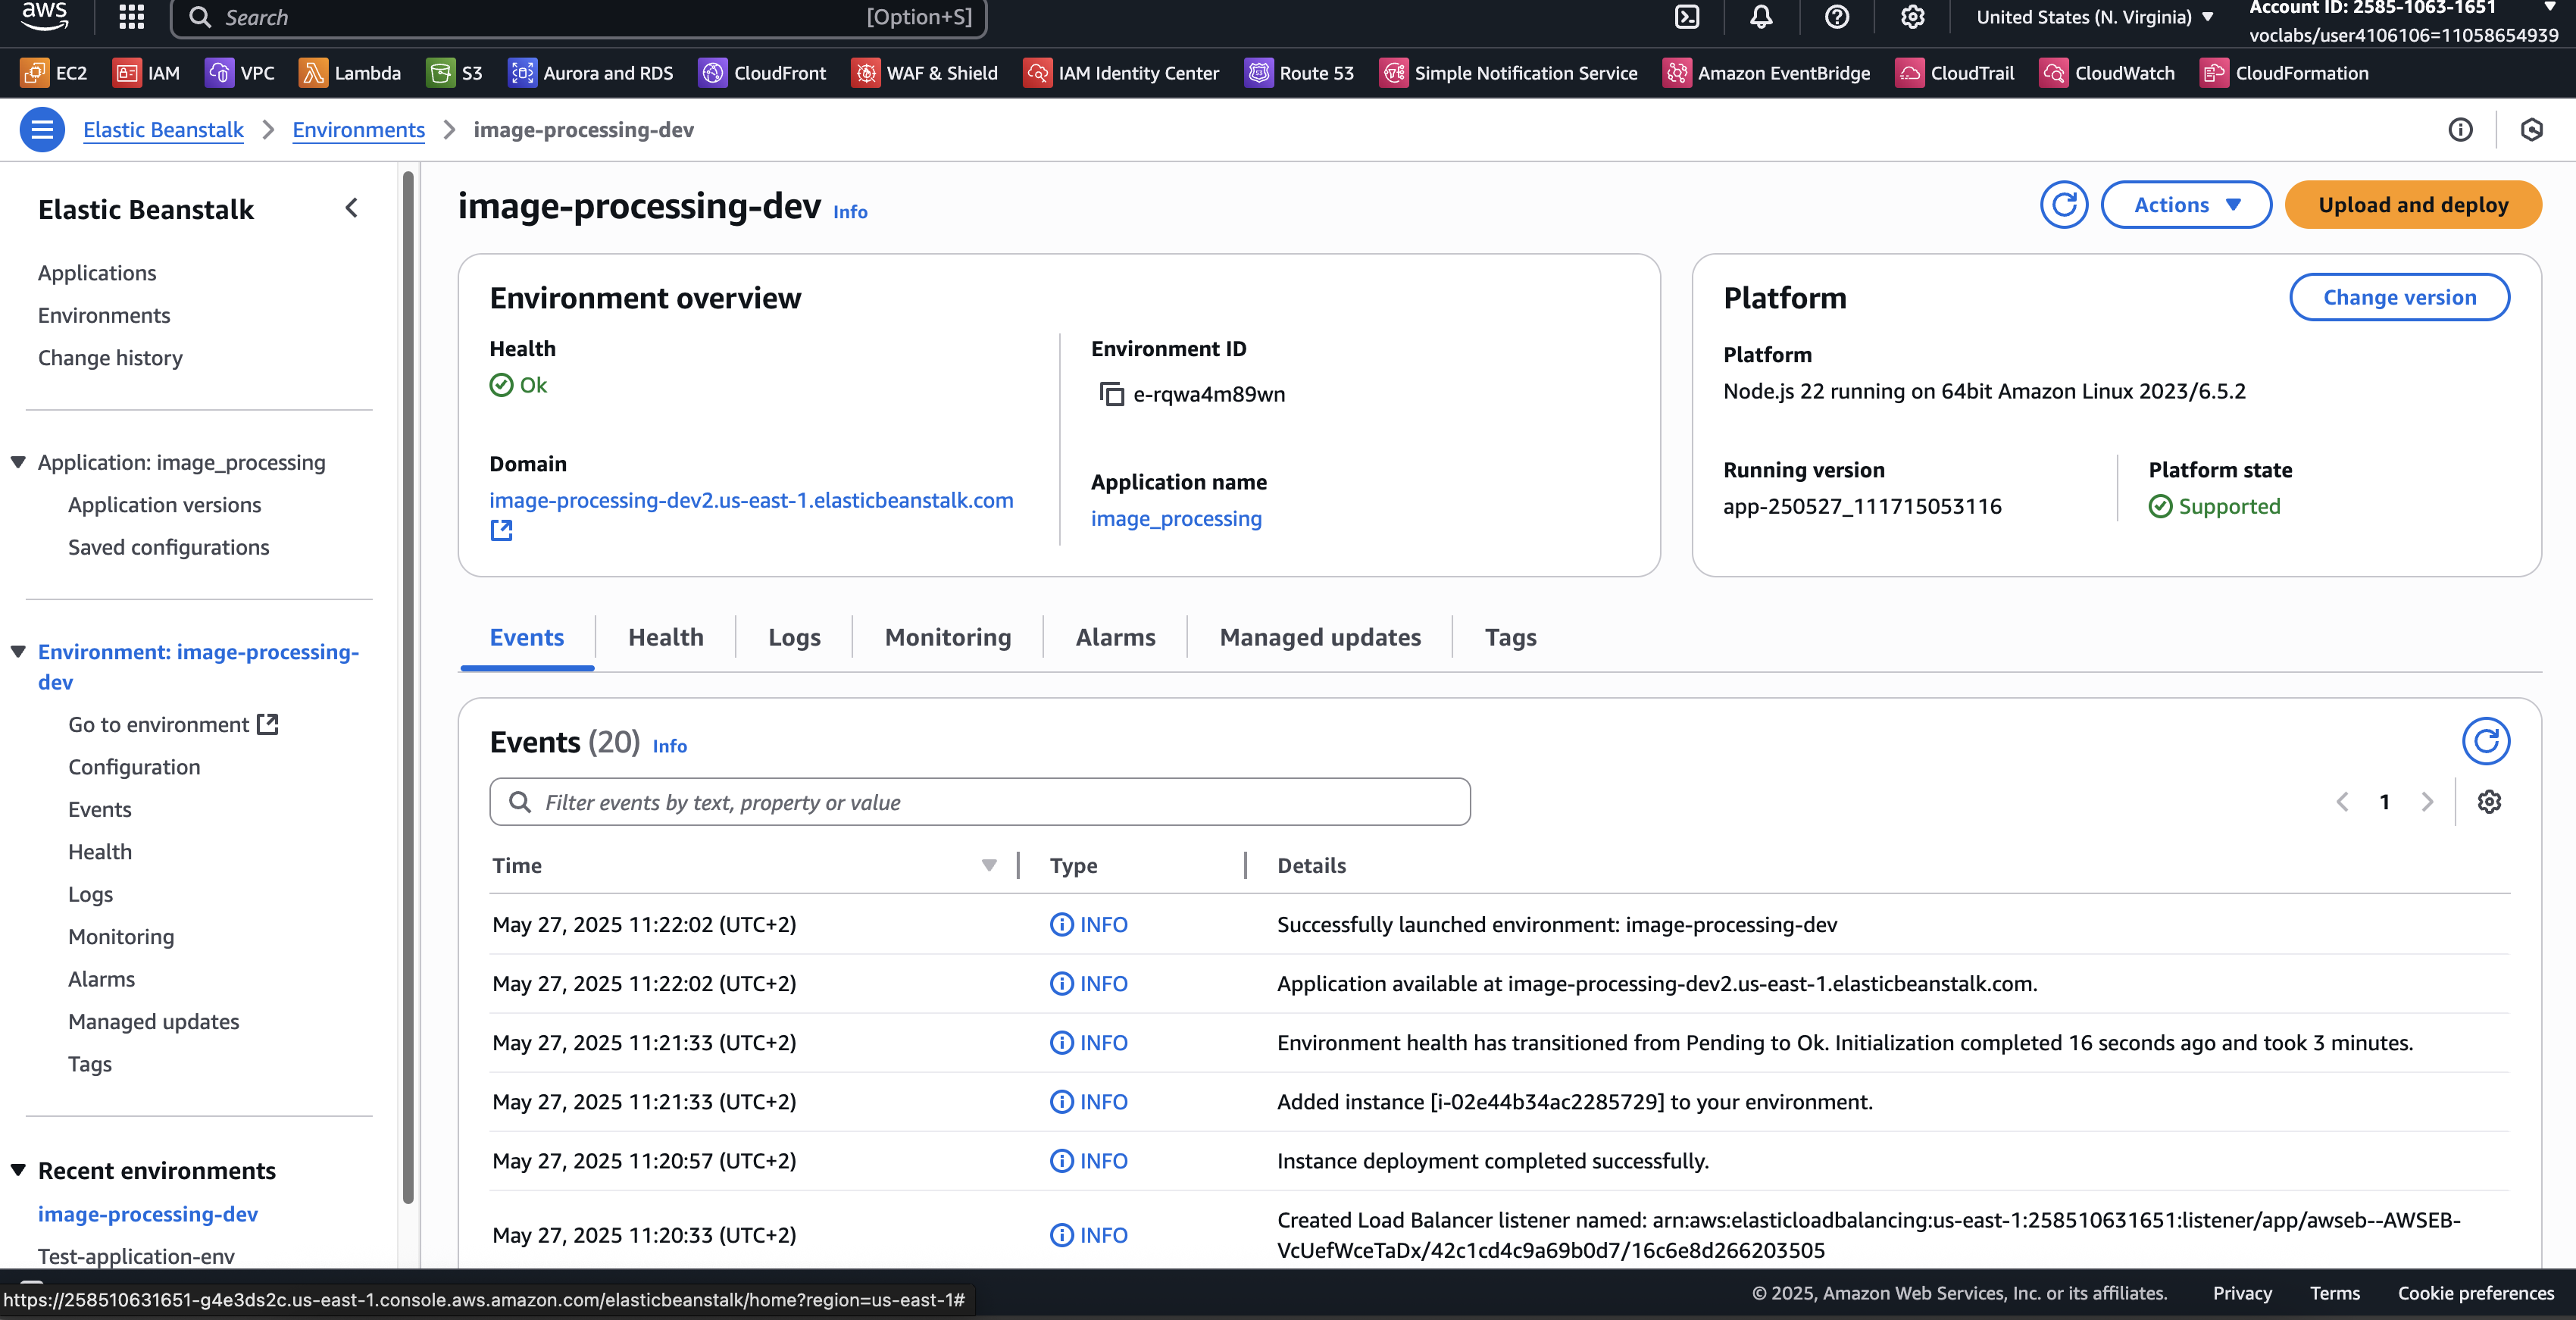 aws
Search
[Option+S]
United States (N. Virginia)
Account ID: 2585-1063-1651
voclabs/user4106106=11058654939
EC2
IAM
VPC
Lambda
S3
Aurora and RDS
CloudFront
WAF & Shield
IAM Identity Center
Route 53
Simple Notification Service
Amazon EventBridge
CloudTrail
CloudWatch
CloudFormation
Elastic Beanstalk
Environments
image-processing-dev
Elastic Beanstalk
Applications
Environments
Change history
Application: image_processing
Application versions
Saved configurations
Environment: image-processing-
dev
Go to environment
Configuration
Events
Health
Logs
Monitoring
Alarms
Managed updates
Tags
Recent environments
image-processing-dev
Test-application-env
image-processing-dev Info
Actions
Upload and deploy
Environment overview
Health
Ok
Domain
image-processing-dev2.us-east-1.elasticbeanstalk.com
Environment ID
e-rqwa4m89wn
Application name
image_processing
Platform
Change version
Platform
Node.js 22 running on 64bit Amazon Linux 2023/6.5.2
Running version
app-250527_111715053116
Platform state
Supported
Events
Health
Logs
Monitoring
Alarms
Managed updates
Tags
Events (20) Info
Filter events by text, property or value
1
Time Type Details
May 27, 2025 11:22:02 (UTC+2) INFO Successfully launched environment: image-processing-dev
May 27, 2025 11:22:02 (UTC+2) INFO Application available at image-processing-dev2.us-east-1.elasticbeanstalk.com.
May 27, 2025 11:21:33 (UTC+2) INFO Environment health has transitioned from Pending to Ok. Initialization completed 16 seconds ago and took 3 minutes.
May 27, 2025 11:21:33 (UTC+2) INFO Added instance [i-02e44b34ac2285729] to your environment.
May 27, 2025 11:20:57 (UTC+2) INFO Instance deployment completed successfully.
May 27, 2025 11:20:33 (UTC+2) INFO Created Load Balancer listener named: arn:aws:elasticloadbalancing:us-east-1:258510631651:listener/app/awseb--AWSEB-
VcUefWceTaDx/42c1cd4c9a69b0d7/16c6e8d266203505
https://258510631651-g4e3ds2c.us-east-1.console.aws.amazon.com/elasticbeanstalk/home?region=us-east-1#
© 2025, Amazon Web Services, Inc. or its affiliates.
Privacy
Terms
Cookie preferences